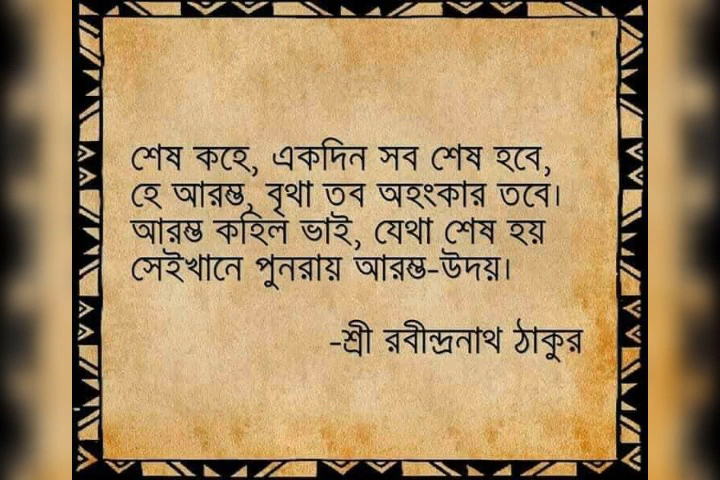 শেষ কহে, একদিন সব শেষ হবে,
হে আরম্ভ, বৃথা তব অহংকার তবে।
আরম্ভ কহিল ভাই, যেথা শেষ হয়
সেইখানে পুনরায় আরম্ভ-উদয়।
-শ্রী রবীন্দ্রনাথ ঠাকুর